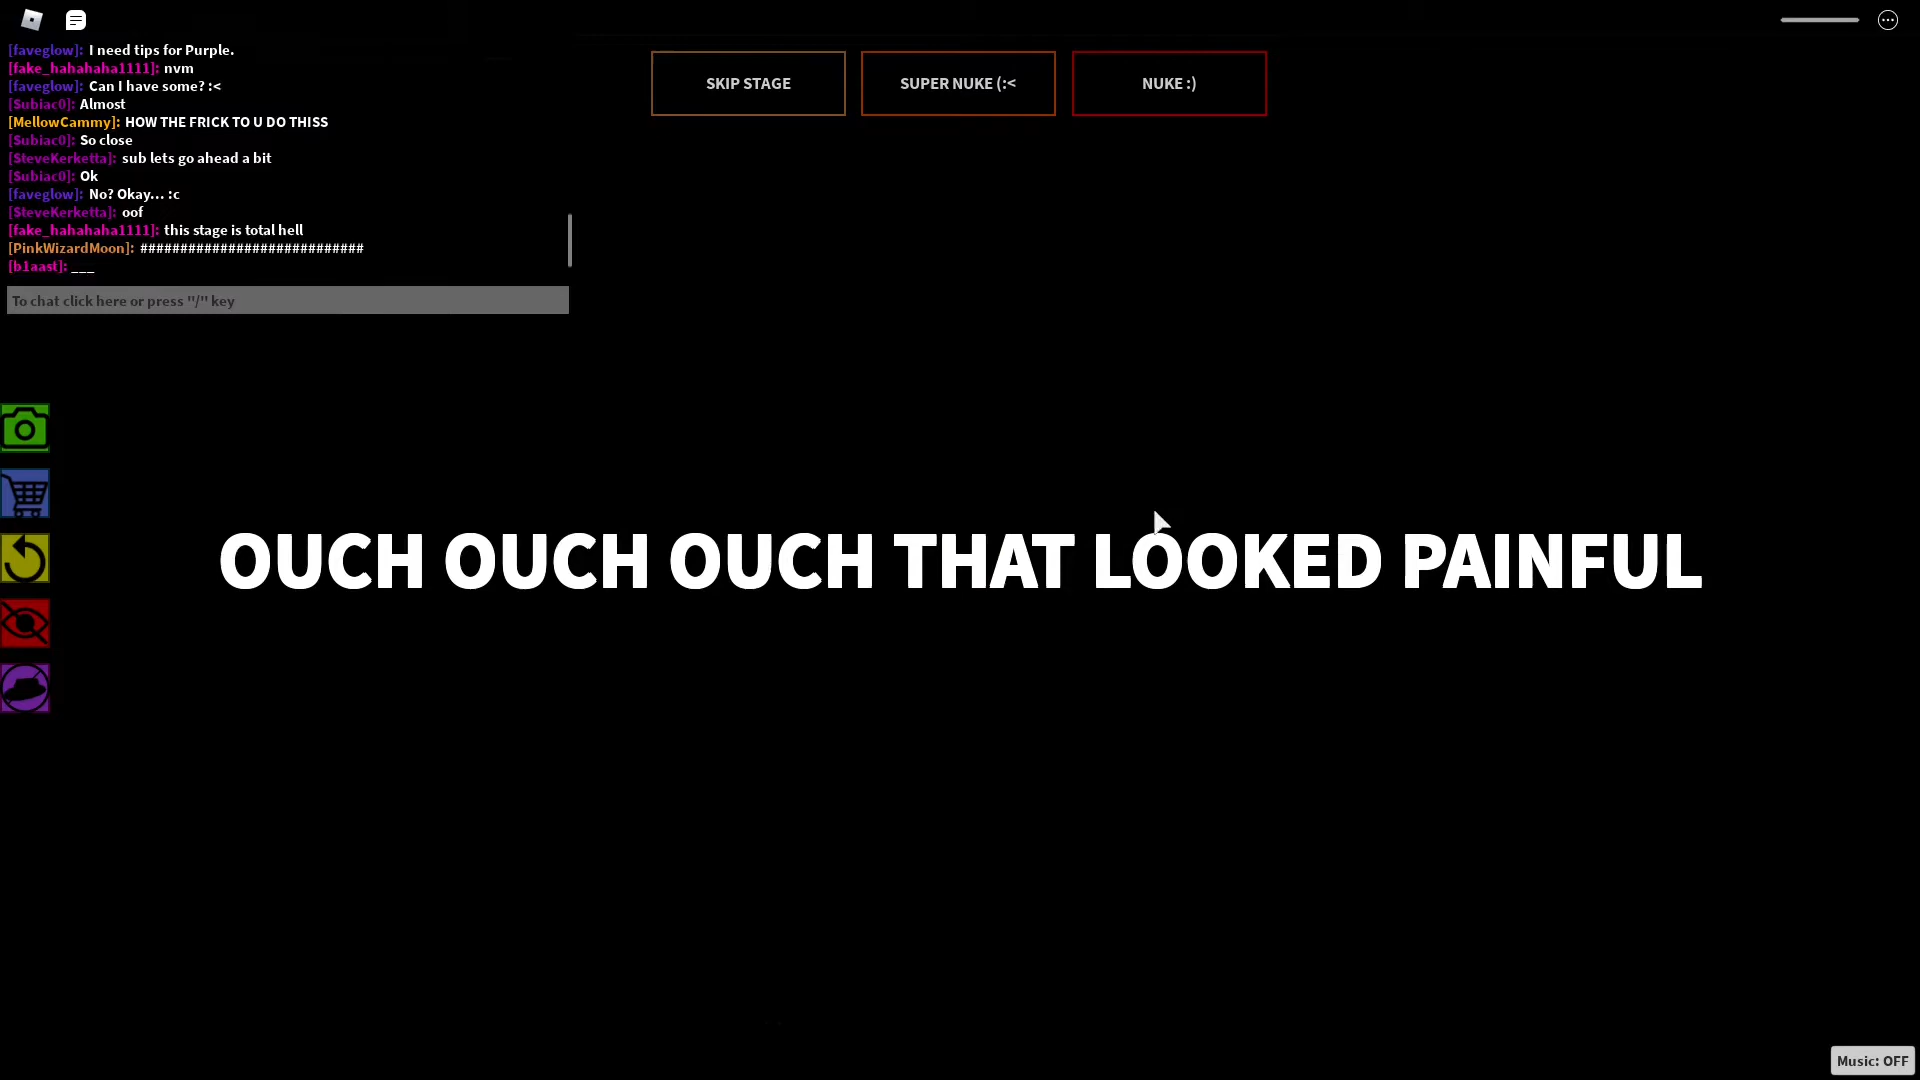 [faveglow]: I need tips for Purple.
[fake_hahahaha1111]: nvm
[faveglow]: Can I have some? :<
[Subiac0]: Almost
[MellowCammy]: HOW THE FRICK TO U DO THISS
[Subiac0]: So close
[SteveKerketta]: sub lets go ahead a bit
[Subiac0]: Ok
[faveglow]: No? Okay... :c
[SteveKerketta]: oof
[fake_hahahaha1111]: this stage is total hell
[PinkWizardMoon]: ############################
[b1aast]: ___
To chat click here or press "/" key
SKIP STAGE
SUPER NUKE (:<
NUKE :)
OUCH OUCH OUCH THAT LOOKED PAINFUL
Music: OFF